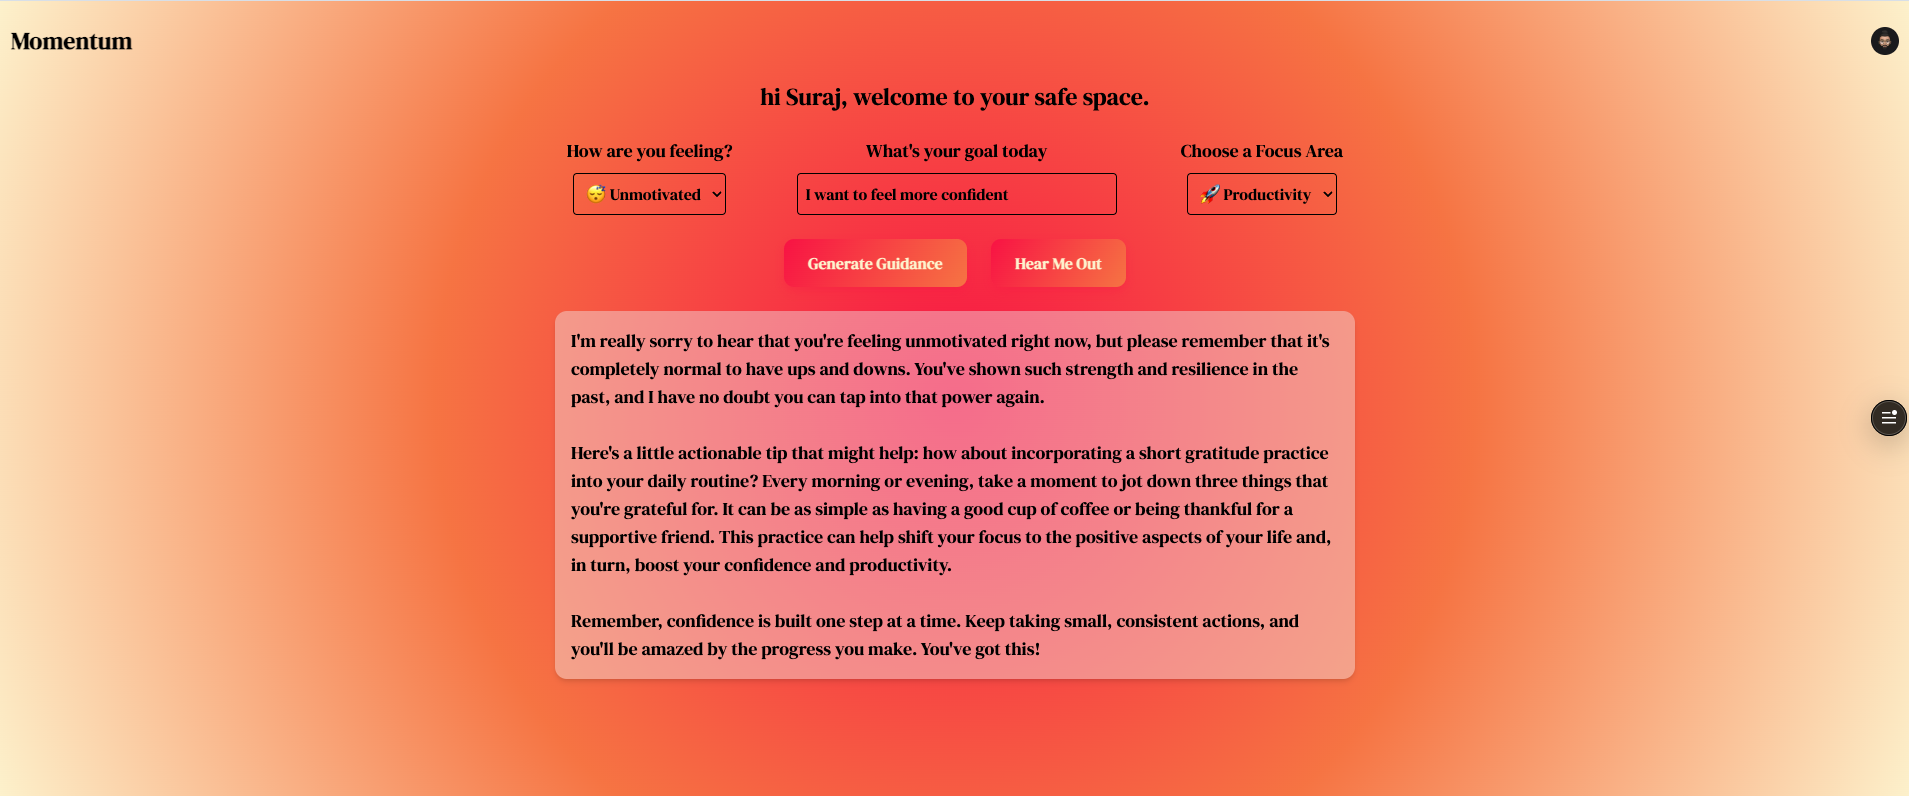 Momentum
hi Suraj, welcome to your safe space.
How are you feeling?
What's your goal today
Choose a Focus Area
😴 Unmotivated
I want to feel more confident
🚀 Productivity
Generate Guidance
Hear Me Out
I'm really sorry to hear that you're feeling unmotivated right now, but please remember that it's
completely normal to have ups and downs. You've shown such strength and resilience in the
past, and I have no doubt you can tap into that power again.
Here's a little actionable tip that might help: how about incorporating a short gratitude practice
into your daily routine? Every morning or evening, take a moment to jot down three things that
you're grateful for. It can be as simple as having a good cup of coffee or being thankful for a
supportive friend. This practice can help shift your focus to the positive aspects of your life and,
in turn, boost your confidence and productivity.
Remember, confidence is built one step at a time. Keep taking small, consistent actions, and
you'll be amazed by the progress you make. You've got this!